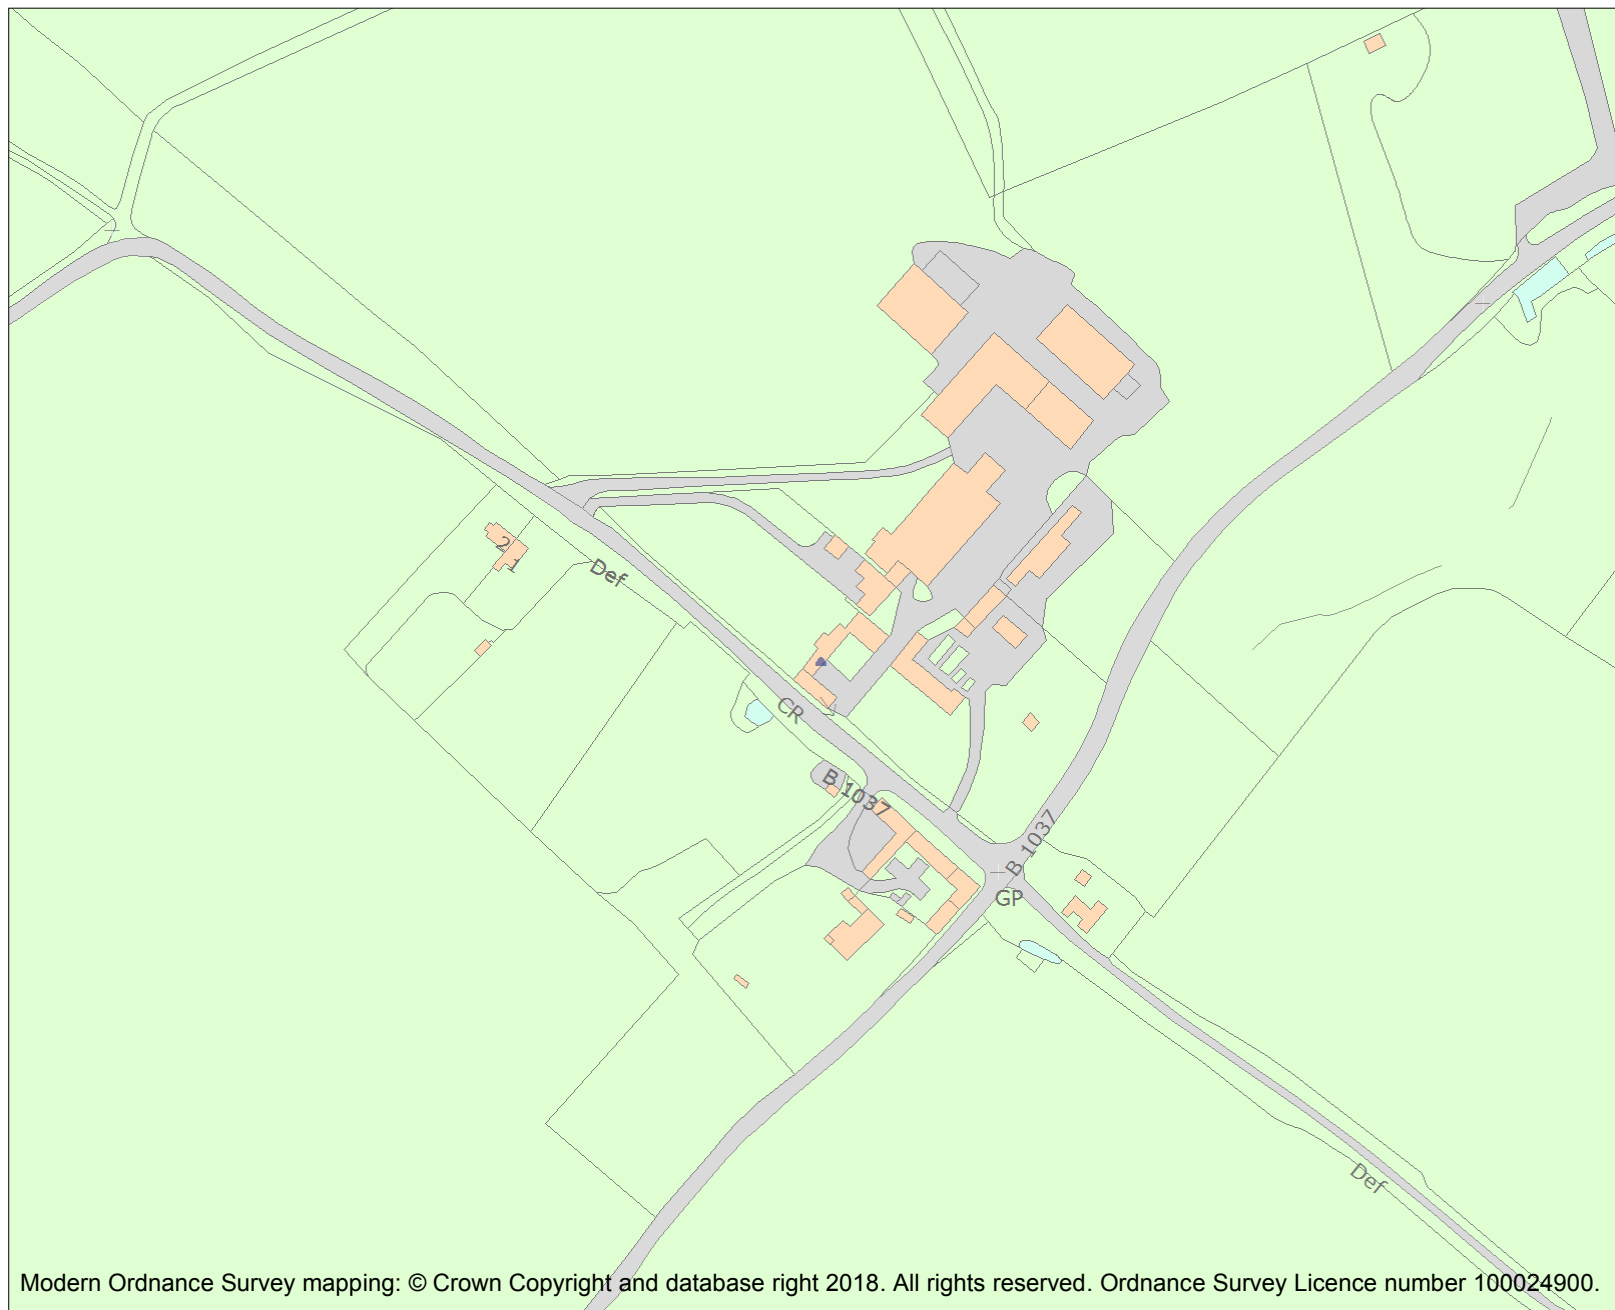 2
1
Def
CR
B 1037
B 1037
GP
Def
Modern Ordnance Survey mapping: © Crown Copyright and database right 2018. All rights reserved. Ordnance Survey Licence number 100024900.